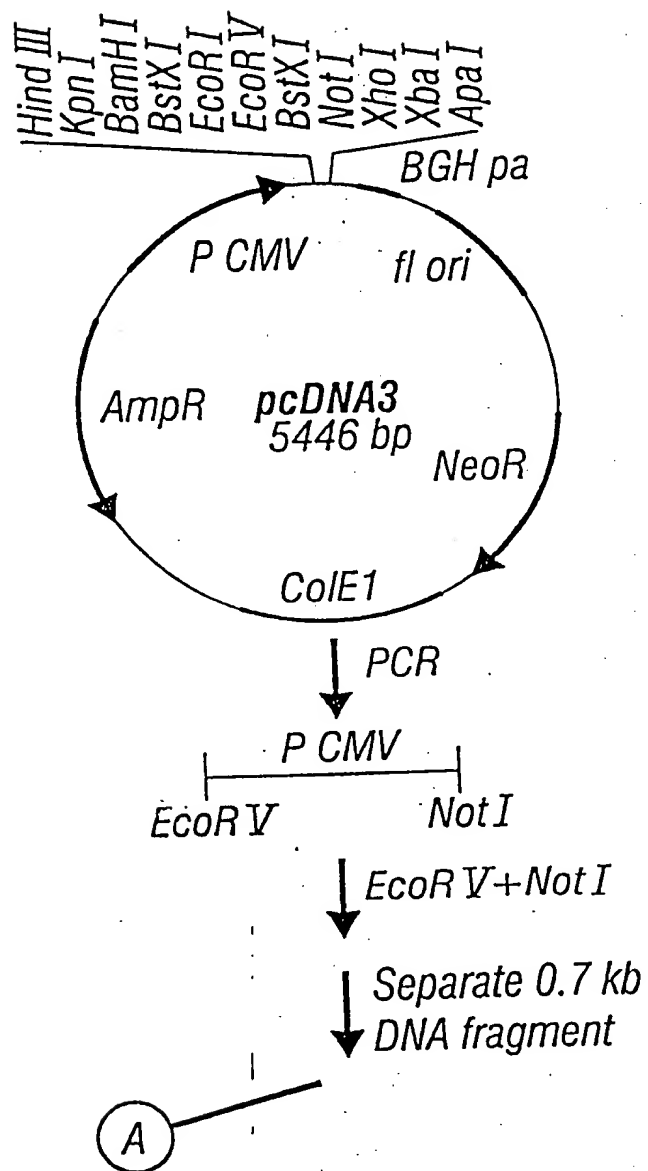 Hind III
Kpn I
BamH I
BstX I
EcoR I
EcoR V
BstX I
Not I
Xho I
Xba I
Apa I
BGH pa
P CMV
fl ori
AmpR
pcDNA3
5446 bp
NeoR
ColE1
PCR
P CMV
EcoR V
Not I
EcoR V+Not I
Separate 0.7 kb
DNA fragment
A